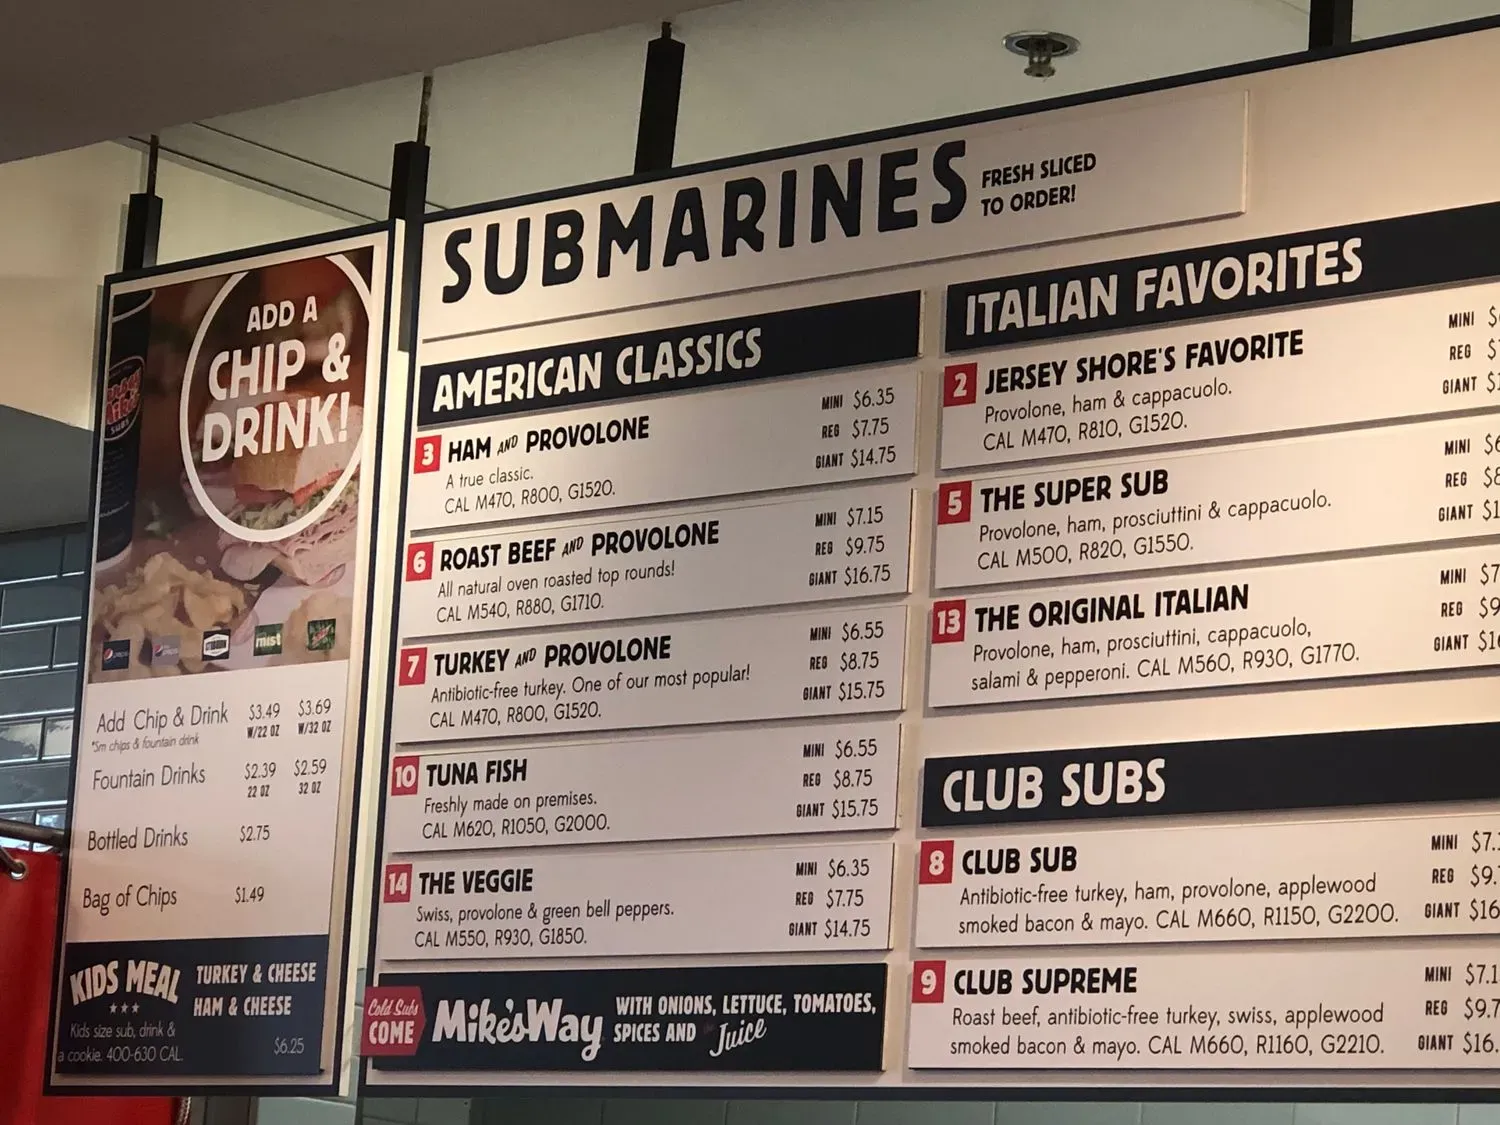 ADD A
CHIP &
DRINK!
Add Chip & Drink $3.49 $3.69
*Sm chips & fountain drink W/22 OZ W/32 OZ
Fountain Drinks $2.39 $2.59
22 OZ 32 OZ
Bottled Drinks $2.75
Bag of Chips $1.49
KIDS MEAL
TURKEY & CHEESE
HAM & CHEESE
Kids size sub, drink &
a cookie. 400-630 CAL.
$6.25
SUBMARINES
FRESH SLICED
TO ORDER!
AMERICAN CLASSICS
3 HAM AND PROVOLONE
A true classic.
CAL M470, R800, G1520.
MINI $6.35
REG $7.75
GIANT $14.75
6 ROAST BEEF AND PROVOLONE
All natural oven roasted top rounds!
CAL M540, R880, G1710.
MINI $7.15
REG $9.75
GIANT $16.75
7 TURKEY AND PROVOLONE
Antibiotic-free turkey. One of our most popular!
CAL M470, R800, G1520.
MINI $6.55
REG $8.75
GIANT $15.75
10 TUNA FISH
Freshly made on premises.
CAL M620, R1050, G2000.
MINI $6.55
REG $8.75
GIANT $15.75
14 THE VEGGIE
Swiss, provolone & green bell peppers.
CAL M550, R930, G1850.
MINI $6.35
REG $7.75
GIANT $14.75
Cold Subs
COME
Mike's Way
WITH ONIONS, LETTUCE, TOMATOES,
SPICES AND Juice
ITALIAN FAVORITES
2 JERSEY SHORE'S FAVORITE
Provolone, ham & cappacuolo.
CAL M470, R810, G1520.
MINI
REG
GIANT
5 THE SUPER SUB
Provolone, ham, prosciuttini & cappacuolo.
CAL M500, R820, G1550.
MINI
REG
GIANT
13 THE ORIGINAL ITALIAN
Provolone, ham, prosciuttini, cappacuolo,
salami & pepperoni. CAL M560, R930, G1770.
MINI
REG
GIANT
CLUB SUBS
8 CLUB SUB
Antibiotic-free turkey, ham, provolone, applewood
smoked bacon & mayo. CAL M660, R1150, G2200.
MINI
REG
GIANT
9 CLUB SUPREME
Roast beef, antibiotic-free turkey, swiss, applewood
smoked bacon & mayo. CAL M660, R1160, G2210.
MINI
REG
GIANT